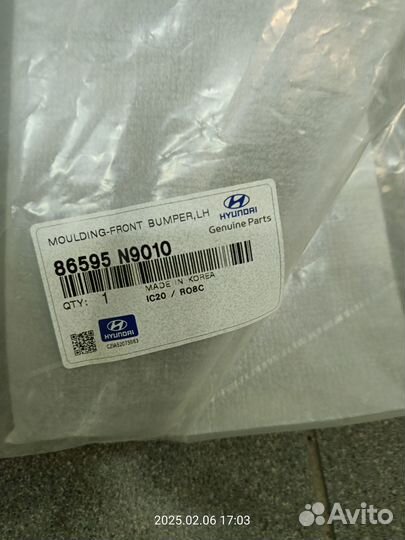 MOULDING-FRONT BUMPER,LH
HYUNDAI
Genuine Parts
86595 N9010
MADE IN KOREA
QTY: 1
IC20 / RO8C
HYUNDAI
2025.02.06 17:03
Avito